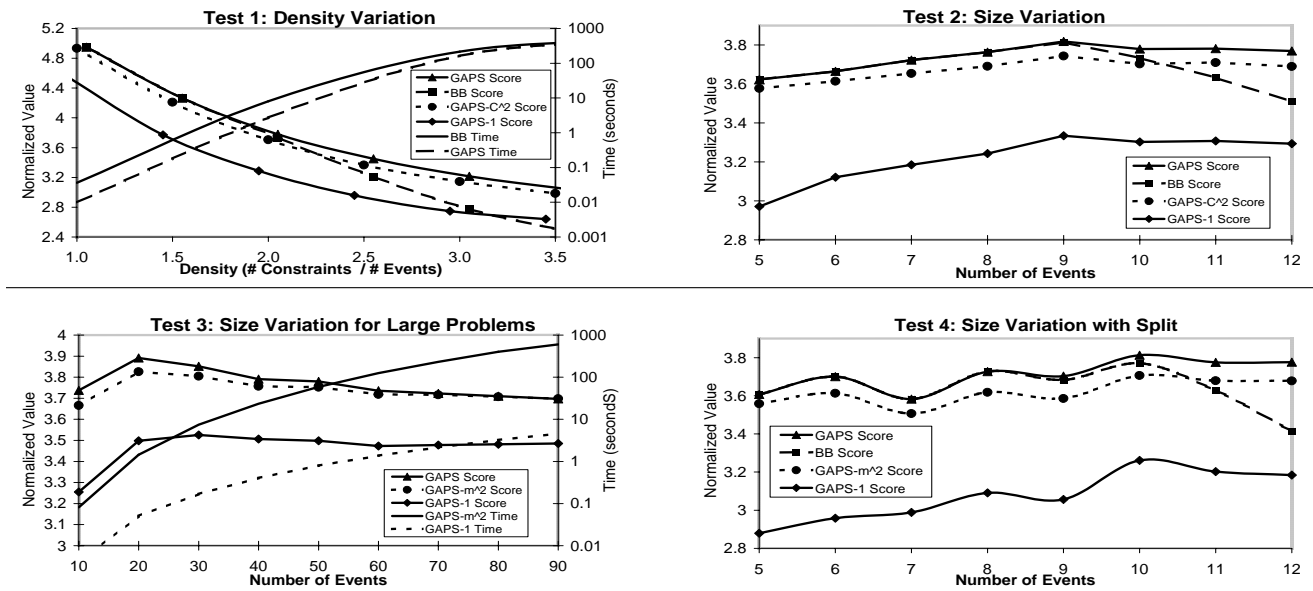 Test 1: Density Variation
Normalized Value
5.2
4.8
4.4
4
3.6
3.2
2.8
2.4
1.0
1.5
2.0
2.5
3.0
3.5
Density (# Constraints / # Events)
1000
100
10
1
0.1
0.01
0.001
Time (seconds)
GAPS Score
BB Score
GAPS-C^2 Score
GAPS-1 Score
BB Time
GAPS Time
Test 2: Size Variation
Normalized Value
3.8
3.6
3.4
3.2
3
2.8
5
6
7
8
9
10
11
12
Number of Events
GAPS Score
BB Score
GAPS-C^2 Score
GAPS-1 Score
Test 3: Size Variation for Large Problems
Normalized Value
4
3.9
3.8
3.7
3.6
3.5
3.4
3.3
3.2
3.1
3
10
20
30
40
50
60
70
80
90
Number of Events
1000
100
10
1
0.1
0.01
Time (secondS)
GAPS Score
GAPS-m^2 Score
GAPS-1 Score
GAPS-m^2 Time
GAPS-1 Time
Test 4: Size Variation with Split
Normalized Value
3.8
3.6
3.4
3.2
3
2.8
5
6
7
8
9
10
11
12
Number of Events
GAPS Score
BB Score
GAPS-m^2 Score
GAPS-1 Score